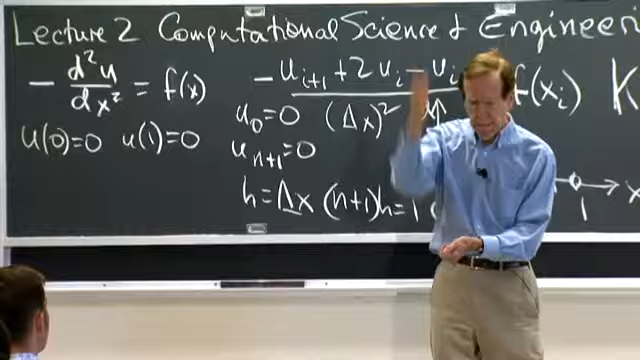 Lecture 2 Computational Science & Engineeri
- d²u/dx² = f(x)
u(0)=0 u(1)=0
-u_{i+1}+2u_i-u_i / (Δx)² f(x_i) K
u_0=0
u_{n+1}=0
h=Δx (n+1)h=1
1 x